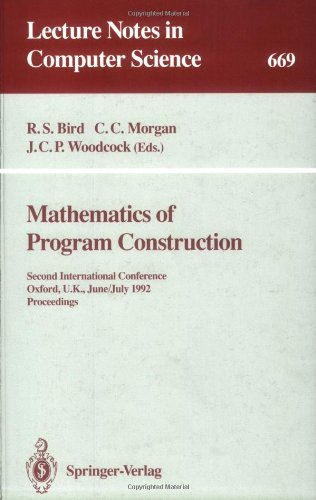 Lecture Notes in
Computer Science 669
R. S. Bird C. C. Morgan
J. C. P. Woodcock (Eds.)
Mathematics of
Program Construction
Second International Conference
Oxford, U.K., June/July 1992
Proceedings
Springer-Verlag